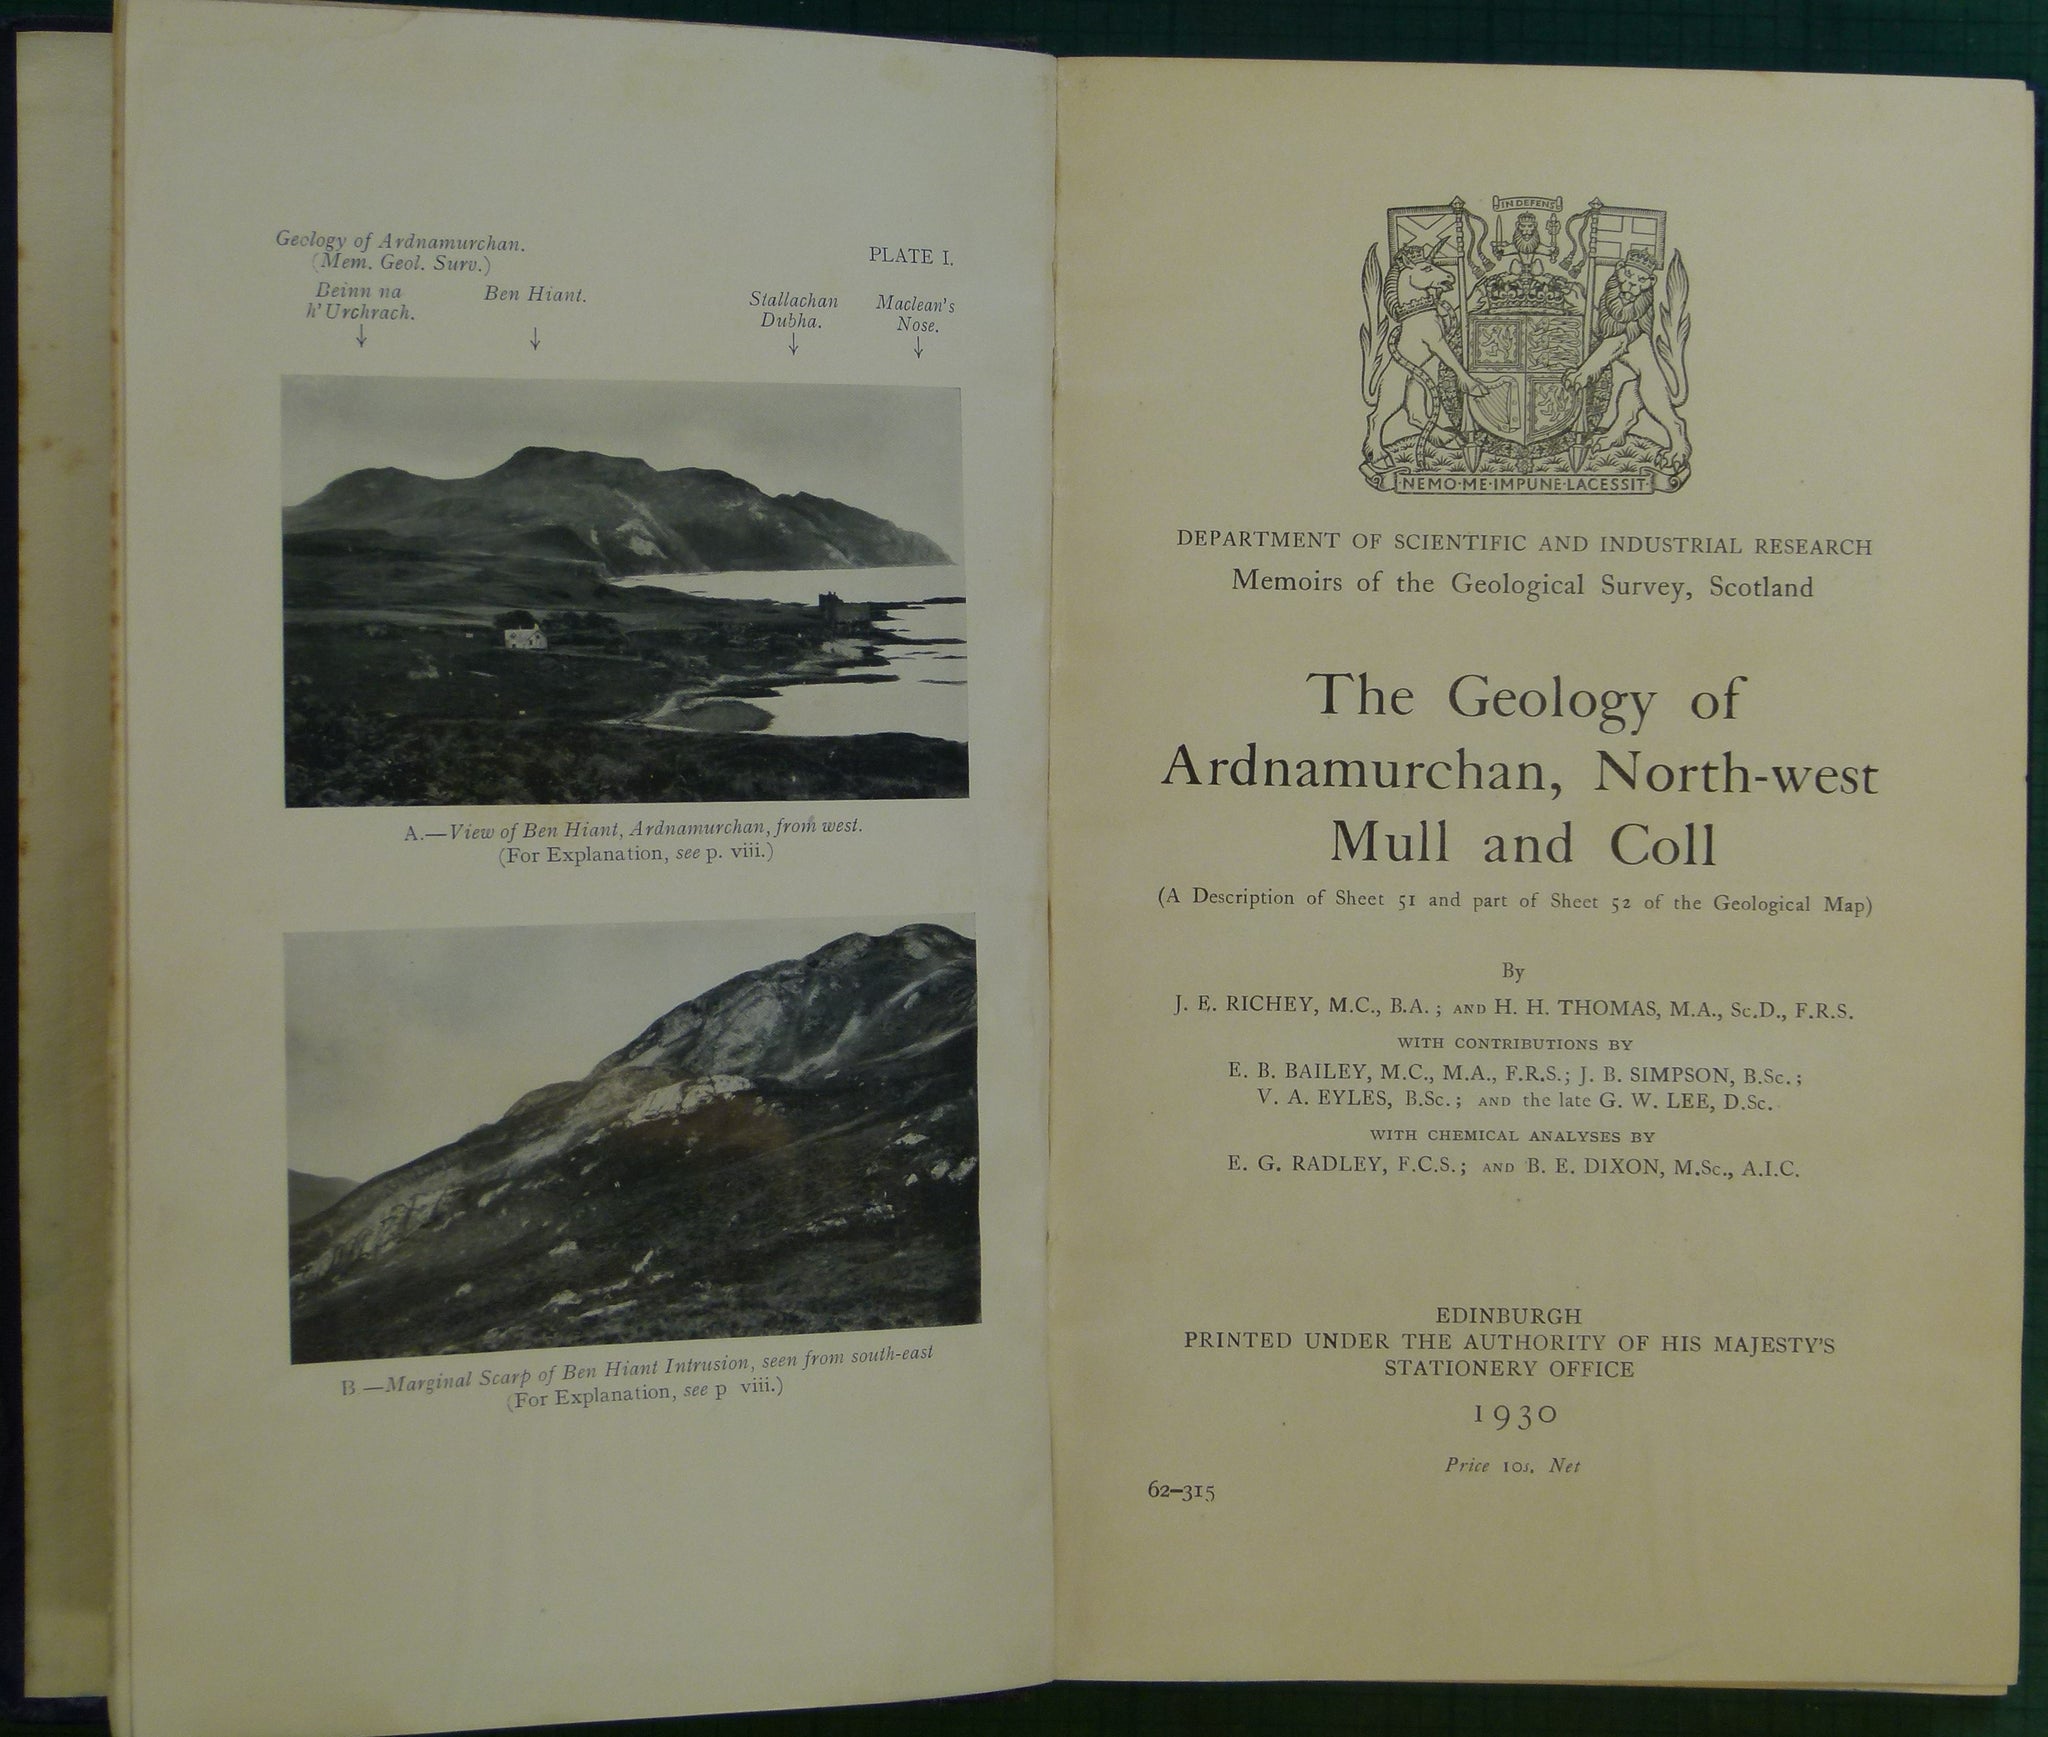 Geology of Ardnamurchan.
(Mem. Geol. Surv.)
PLATE I.
Beinn na
h'Urchrach.
Ben Hiant.
Stallachan
Dubha.
Maclean's
Nose.
A.—View of Ben Hiant, Ardnamurchan, from west.
(For Explanation, see p. viii.)
B —Marginal Scarp of Ben Hiant Intrusion, seen from south-east
(For Explanation, see p viii.)
IN DEFENS
NEMO·ME·IMPUNE·LACESSIT
DEPARTMENT OF SCIENTIFIC AND INDUSTRIAL RESEARCH
Memoirs of the Geological Survey, Scotland
The Geology of
Ardnamurchan, North-west
Mull and Coll
(A Description of Sheet 51 and part of Sheet 52 of the Geological Map)
By
J. E. RICHEY, M.C., B.A. ; AND H. H. THOMAS, M.A., Sc.D., F.R.S.
WITH CONTRIBUTIONS BY
E. B. BAILEY, M.C., M.A., F.R.S. ; J. B. SIMPSON, B.Sc. ;
V. A. EYLES, B.Sc. ; AND the late G. W. LEE, D.Sc.
WITH CHEMICAL ANALYSES BY
E. G. RADLEY, F.C.S. ; AND B. E. DIXON, M.Sc., A.I.C.
EDINBURGH
PRINTED UNDER THE AUTHORITY OF HIS MAJESTY'S
STATIONERY OFFICE
1930
Price 10s. Net
62–315